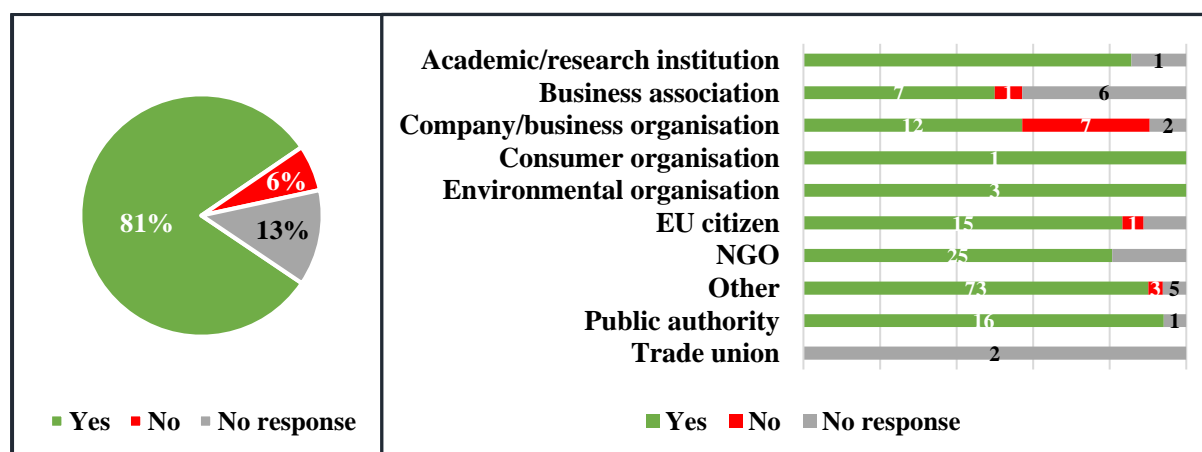 81%
6%
13%
Yes No No response
Academic/research institution 1
Business association 7 1 6
Company/business organisation 12 7 2
Consumer organisation 1
Environmental organisation 3
EU citizen 15 1
NGO 25
Other 73 3 5
Public authority 16 1
Trade union 2
Yes No No response